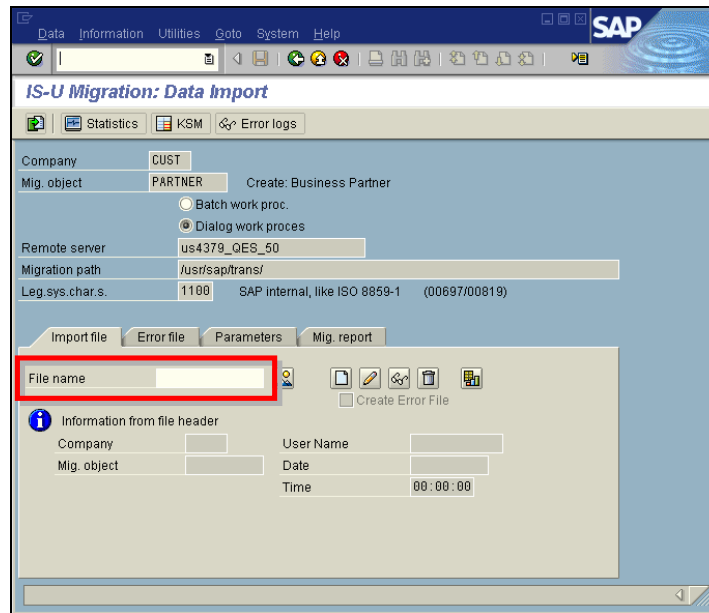 Data Information Utilities Goto System Help
SAP
IS-U Migration: Data Import
Statistics KSM Error logs
Company CUST
Mig. object PARTNER Create: Business Partner
Batch work proc.
Dialog work proces
Remote server us4379_QES_50
Migration path /usr/sap/trans/
Leg.sys.char.s. 1100 SAP internal, like ISO 8859-1 (00697/00819)
Import file Error file Parameters Mig. report
File name
Create Error File
Information from file header
Company User Name
Mig. object Date
Time 00:00:00